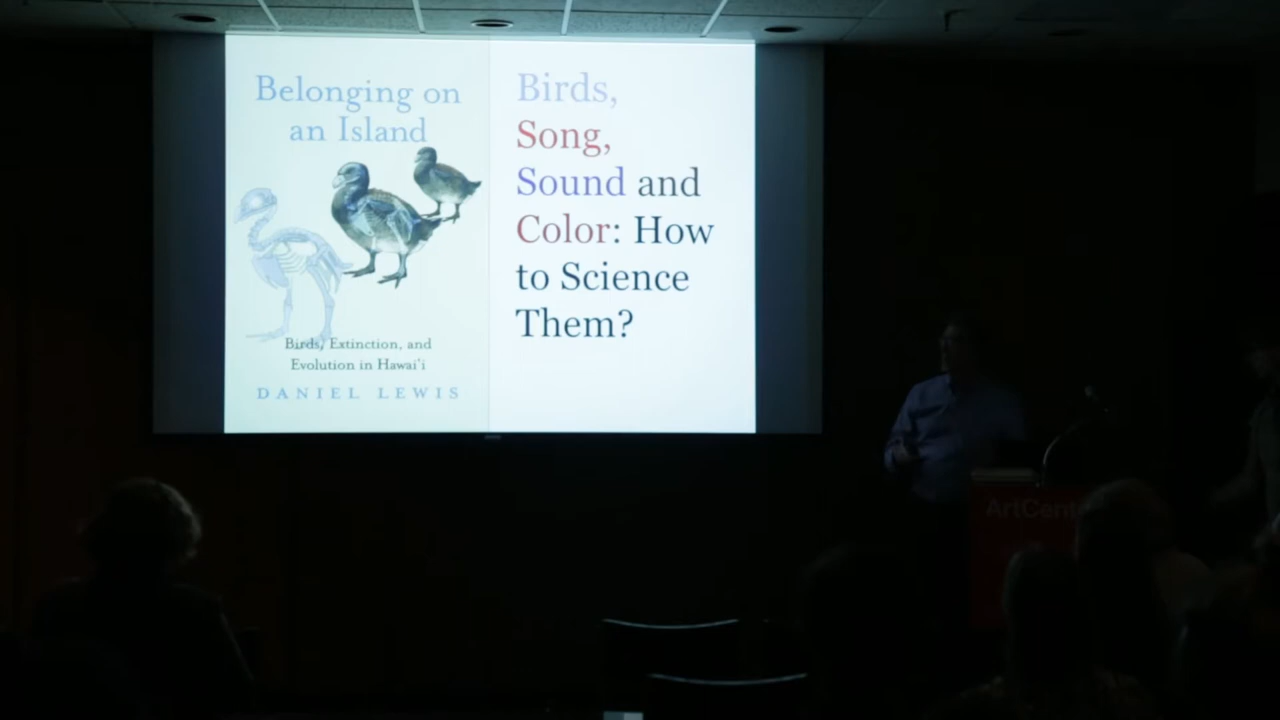 Belonging on
an Island
Birds, Extinction, and
Evolution in Hawai'i
DANIEL LEWIS
Birds,
Song,
Sound and
Color: How
to Science
Them?
ArtCent